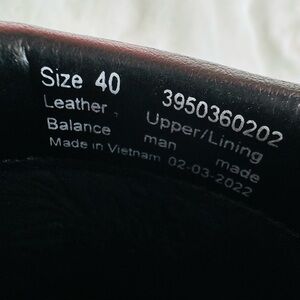 Size 40 3950360202
Leather Upper/Lining
Balance man made
Made in Vietnam 02-03-2022